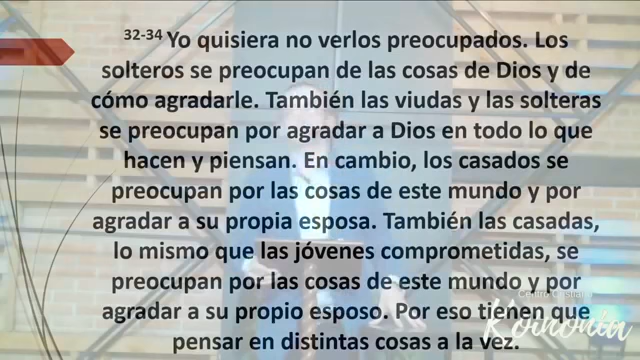 32-34 Yo quisiera no verlos preocupados. Los
solteros se preocupan de las cosas de Dios y de
cómo agradarle. También las viudas y las solteras
se preocupan por agradar a Dios en todo lo que
hacen y piensan. En cambio, los casados se
preocupan por las cosas de este mundo y por
agradar a su propia esposa. También las casadas,
lo mismo que las jóvenes comprometidas, se
preocupan por las cosas de este mundo y por
agradar a su propio esposo. Por eso tienen que
pensar en distintas cosas a la vez.
Centro Cristiano
Koinonía